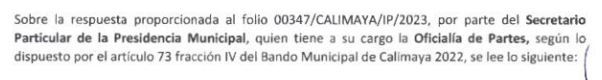 Sobre la respuesta proporcionada al folio 00347/CALIMAYA/IP/2023, por parte del Secretario
Particular de la Presidencia Municipal, quien tiene a su cargo la Oficialía de Partes, según lo
dispuesto por el artículo 73 fracción IV del Bando Municipal de Calimaya 2022, se lee lo siguiente: